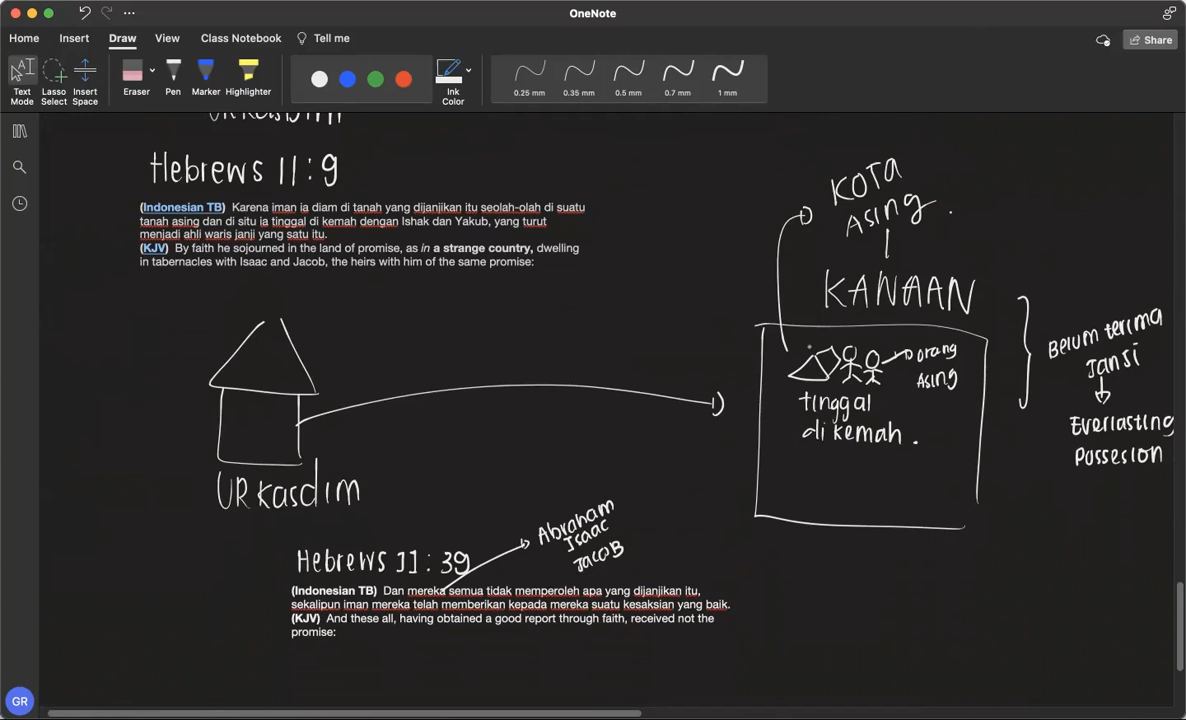 OneNote
Home Insert Draw View Class Notebook Tell me
Share
Text Mode
Lasso Select
Insert Space
Eraser
Pen
Marker
Highlighter
Ink Color
0.25 mm
0.35 mm
0.5 mm
0.7 mm
1 mm
UR Kasdim
Hebrews 11:9
(Indonesian TB) Karena iman ia diam di tanah yang dijanjikan itu seolah-olah di suatu
tanah asing dan di situ ia tinggal di kemah dengan Ishak dan Yakub, yang turut
menjadi ahli waris janji yang satu itu.
(KJV) By faith he sojourned in the land of promise, as in a strange country, dwelling
in tabernacles with Isaac and Jacob, the heirs with him of the same promise:
KOTA
Asing.
KANAAN
orang
Asing
tinggal
di kemah.
Belum terima
Janji
Everlasting
Possesion
UR Kasdim
Hebrews 11:39
Abraham
Isaac
Jacob
(Indonesian TB) Dan mereka semua tidak memperoleh apa yang dijanjikan itu,
sekalipun iman mereka telah memberikan kepada mereka suatu kesaksian yang baik.
(KJV) And these all, having obtained a good report through faith, received not the
promise:
GR